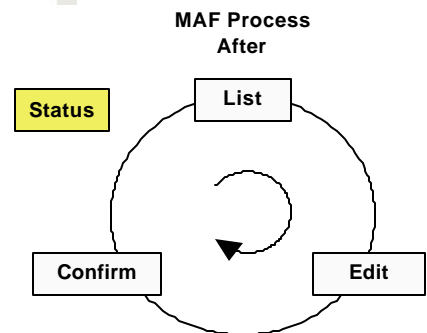 MAF Process
After
List
Status
Confirm
Edit